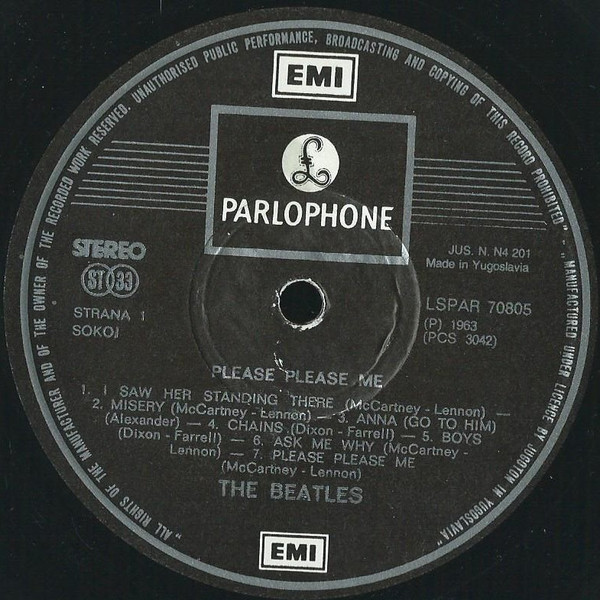 "ALL RIGHTS OF THE MANUFACTURER AND OF THE OWNER OF THE RECORDED WORK RESERVED. UNAUTHORISED PUBLIC PERFORMANCE, BROADCASTING AND COPYING OF THIS RECORD PROHIBITED" - "MANUFACTURED UNDER LICENSE BY JUGOTON IN YUGOSLAVIA"
EMI
£
PARLOPHONE
STEREO
ST 33
STRANA 1
SOKOJ
JUS. N. N4 201
Made in Yugoslavia
LSPAR 70805
(P) 1963
(PCS 3042)
PLEASE PLEASE ME
1. I SAW HER STANDING THERE (McCartney - Lennon) —
2. MISERY (McCartney - Lennon) — 3. ANNA (GO TO HIM)
(Alexander) — 4. CHAINS (Dixon - Farrell) — 5. BOYS
(Dixon - Farrell) — 6. ASK ME WHY (McCartney -
Lennon) — 7. PLEASE PLEASE ME
(McCartney - Lennon)
THE BEATLES
EMI